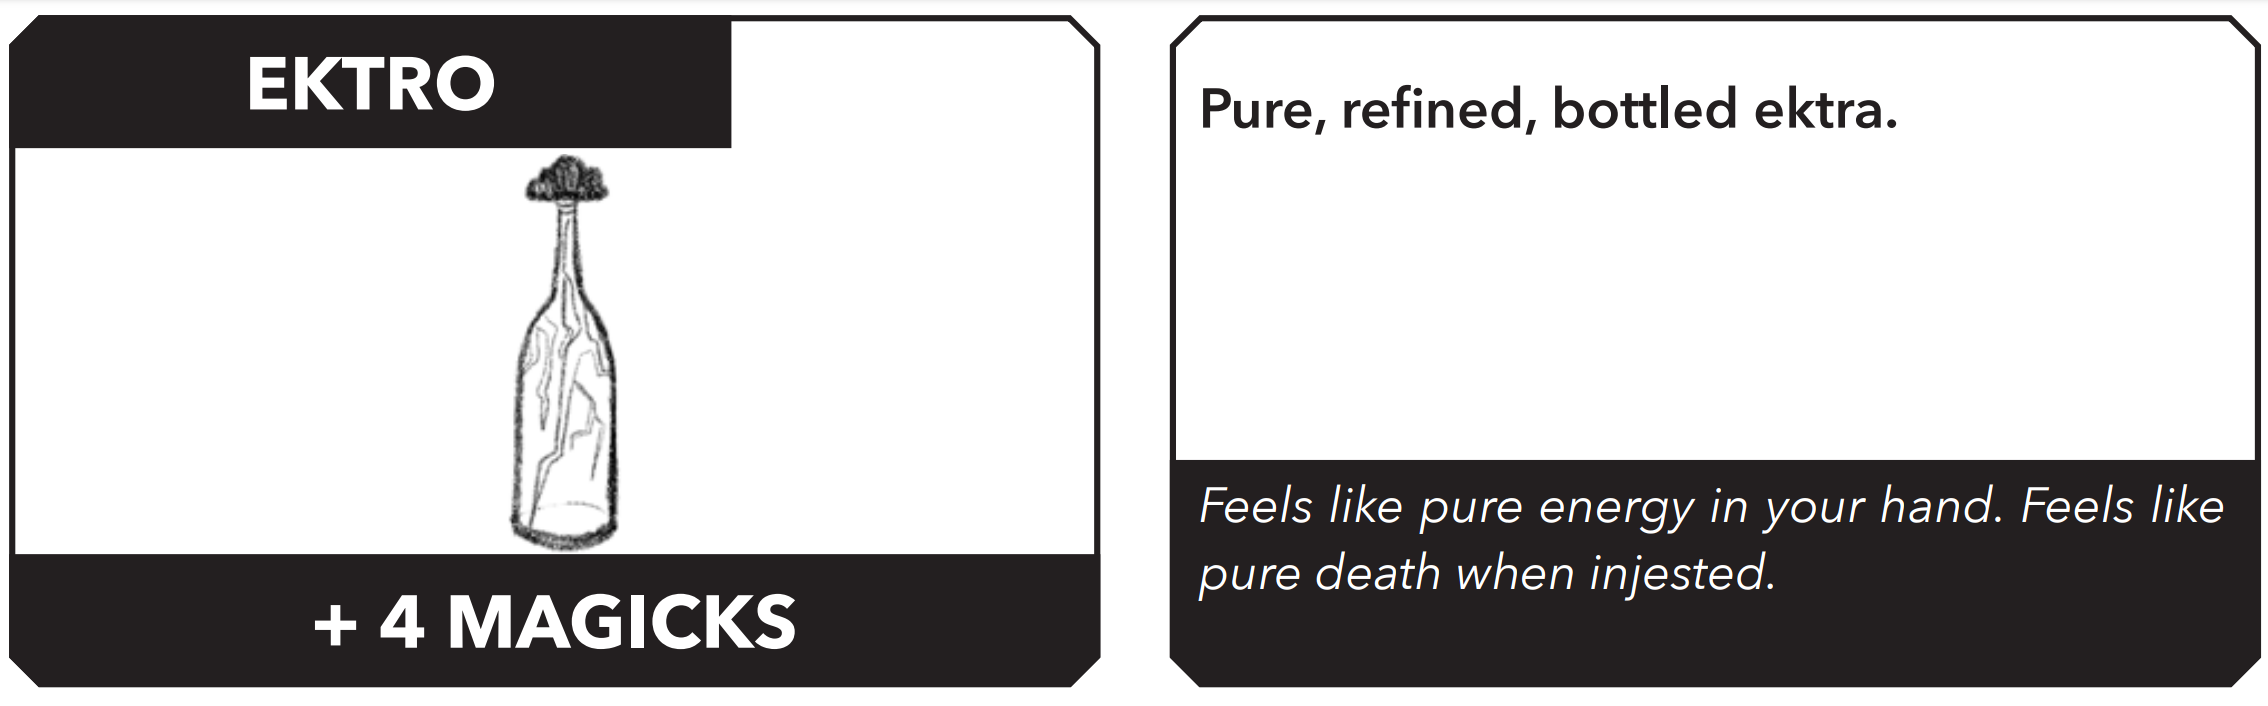 EKTRO
+ 4 MAGICKS
Pure, refined, bottled ektra.
Feels like pure energy in your hand. Feels like
pure death when injested.